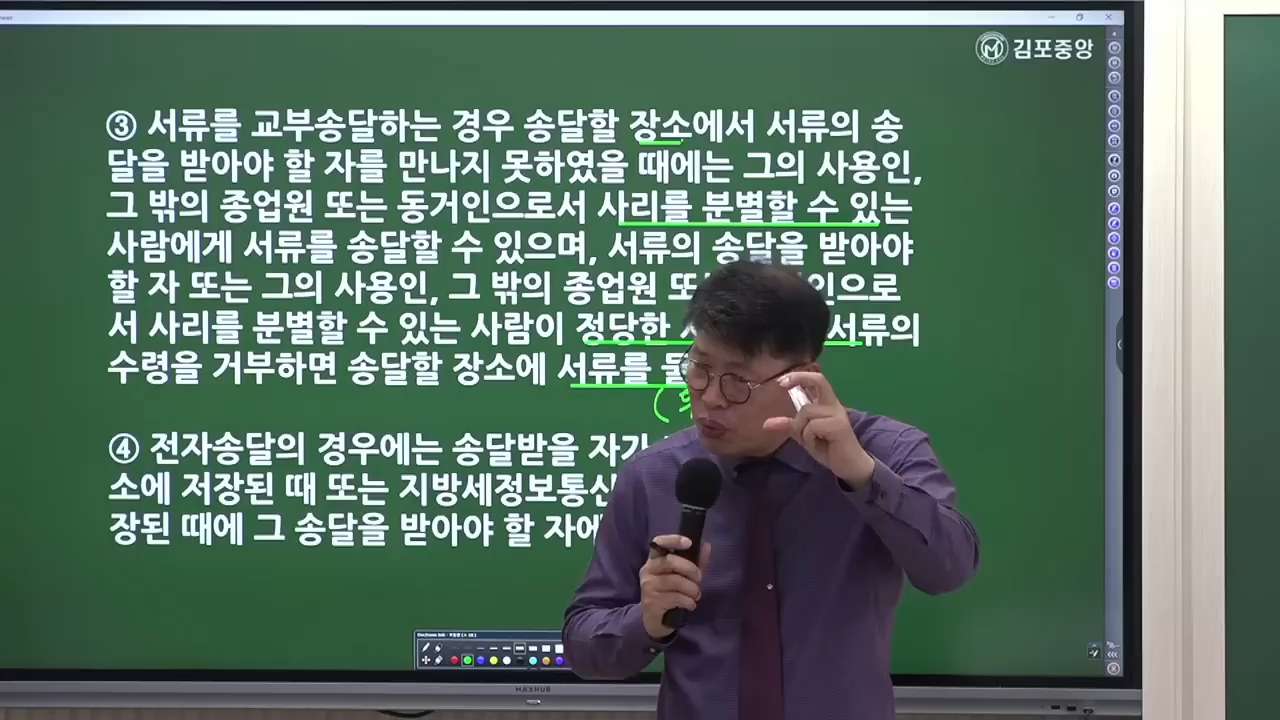 김포중앙
③ 서류를 교부송달하는 경우 송달할 장소에서 서류의 송
달을 받아야 할 자를 만나지 못하였을 때에는 그의 사용인,
그 밖의 종업원 또는 동거인으로서 사리를 분별할 수 있는
사람에게 서류를 송달할 수 있으며, 서류의 송달을 받아야
할 자 또는 그의 사용인, 그 밖의 종업원 인으로
서 사리를 분별할 수 있는 사람이 정당한 서류의
수령을 거부하면 송달할 장소에 서류를
④ 전자송달의 경우에는 송달받을 자가
소에 저장된 때 또는 지방세정보통신
장된 때에 그 송달을 받아야 할 자에
MAXHUB